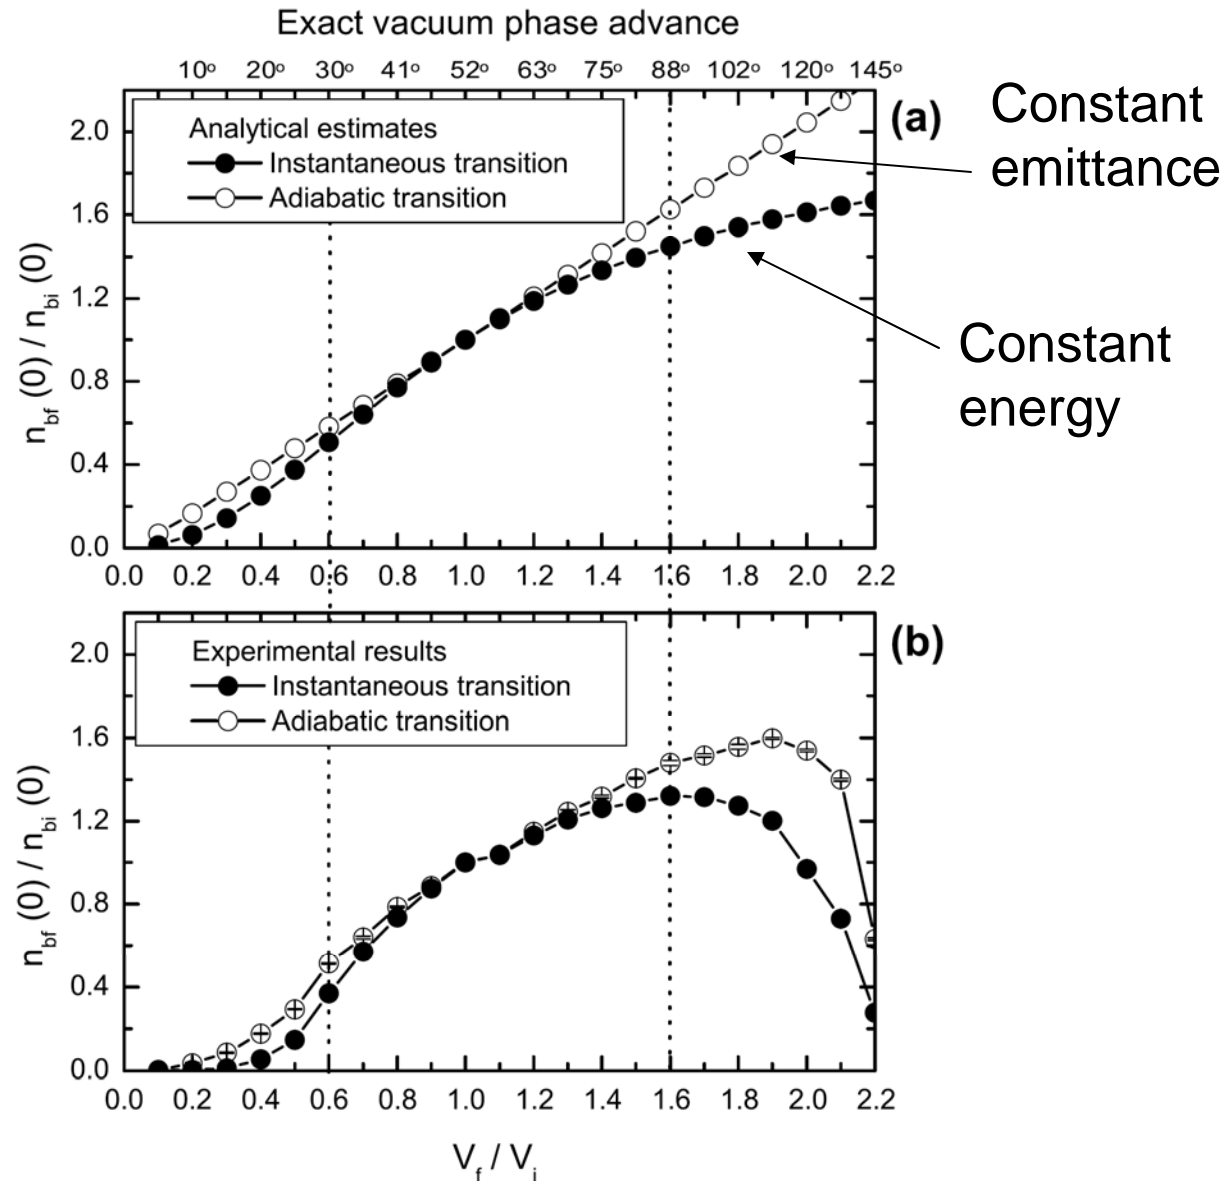 Exact vacuum phase advance
10° 20° 30° 41° 52° 63° 75° 88° 102° 120° 145°
Analytical estimates
Instantaneous transition
Adiabatic transition
(a)
Constant
emittance
Constant
energy
n_bf (0) / n_bi (0)
2.0
1.6
1.2
0.8
0.4
0.0
0.0 0.2 0.4 0.6 0.8 1.0 1.2 1.4 1.6 1.8 2.0 2.2
Experimental results
Instantaneous transition
Adiabatic transition
(b)
n_bf (0) / n_bi (0)
2.0
1.6
1.2
0.8
0.4
0.0
0.0 0.2 0.4 0.6 0.8 1.0 1.2 1.4 1.6 1.8 2.0 2.2
V_f / V_i